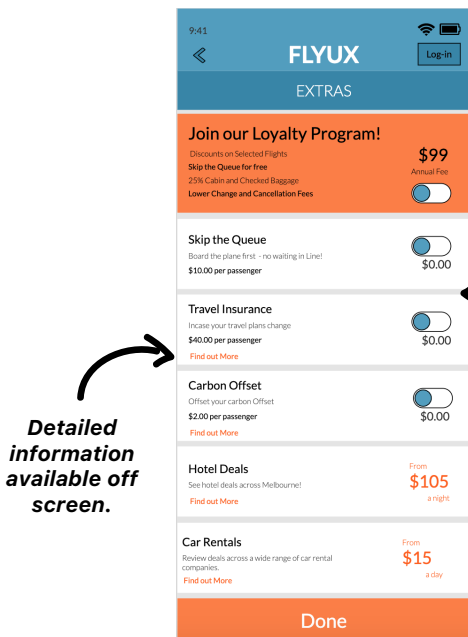 9:41
FLYUX
Log-in
EXTRAS
Join our Loyalty Program!
Discounts on Selected Flights
Skip the Queue for free
25% Cabin and Checked Baggage
Lower Change and Cancellation Fees
$99
Annual Fee
Skip the Queue
Board the plane first - no waiting in Line!
$10.00 per passenger
$0.00
Travel Insurance
Incase your travel plans change
$40.00 per passenger
Find out More
$0.00
Carbon Offset
Offset your carbon Offset
$2.00 per passenger
Find out More
$0.00
Detailed
information
available off
screen.
Hotel Deals
See hotel deals across Melbourne!
Find out More
From
$105
a night
Car Rentals
Review deals across a wide range of car rental
companies.
Find out More
From
$15
a day
Done